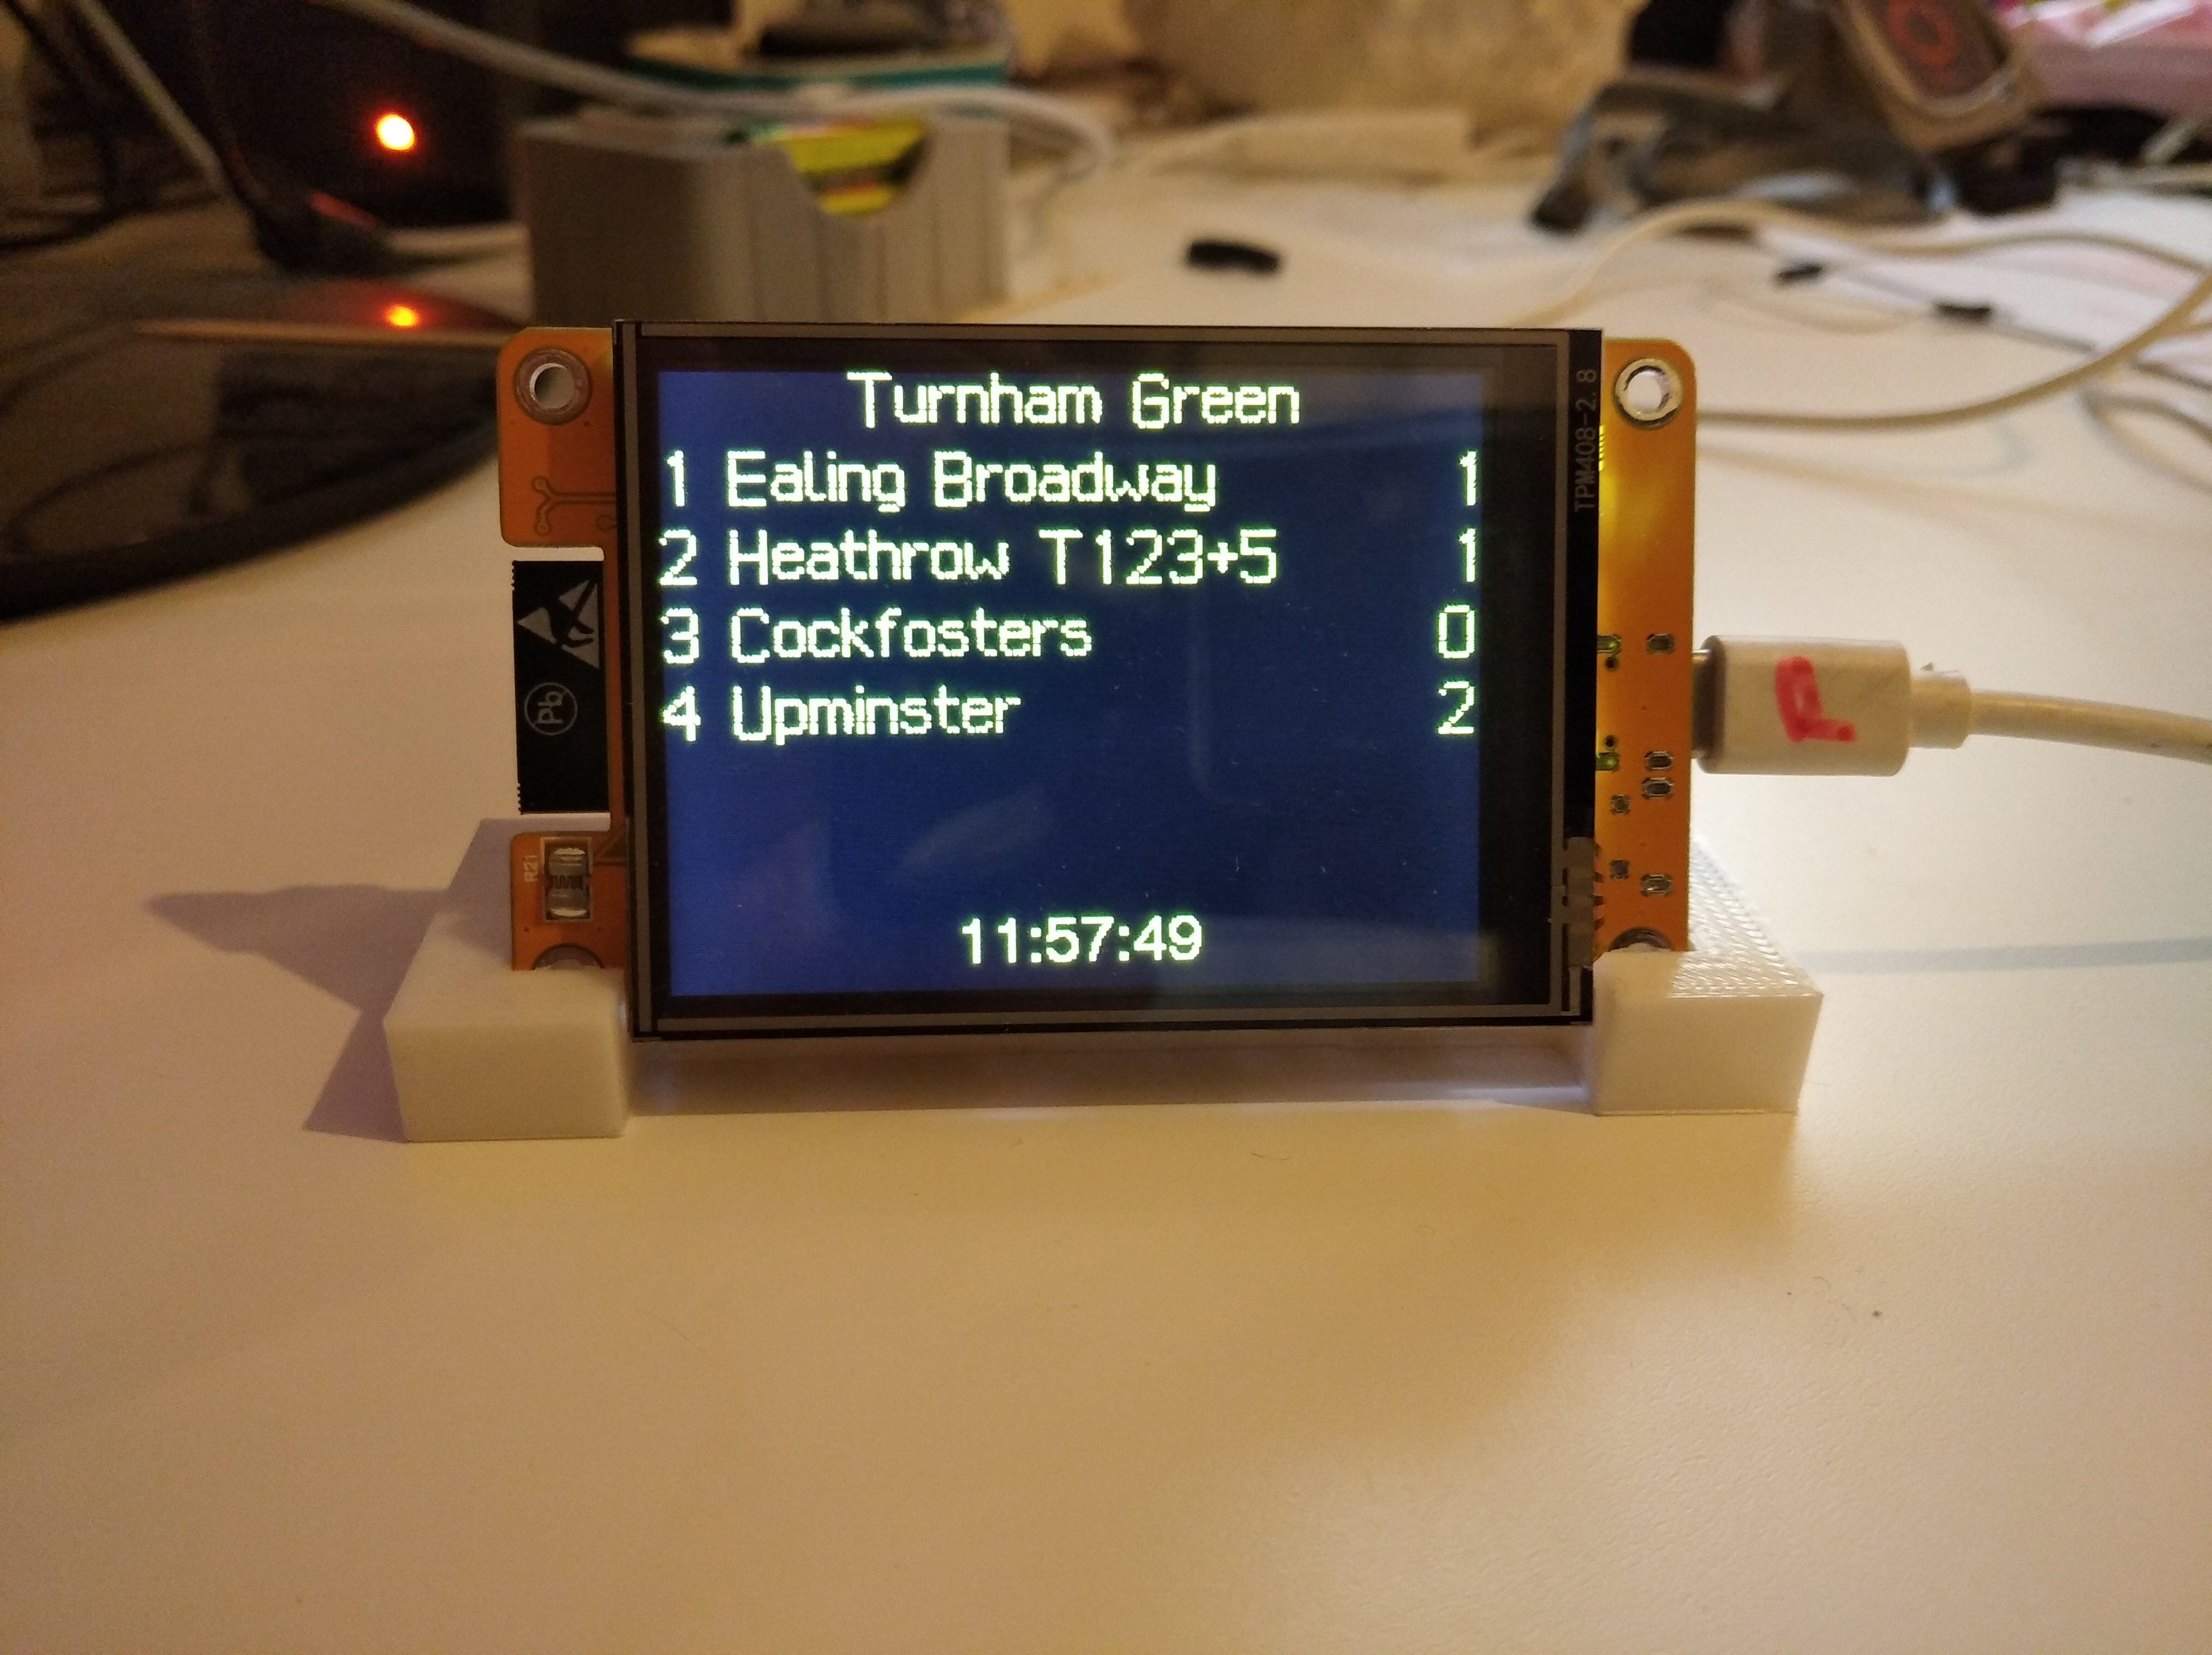 Turnham Green
1 Ealing Broadway 1
2 Heathrow T123+5 1
3 Cockfosters 0
4 Upminster 2
11:57:49
TPM408-2.8
Pb
R21